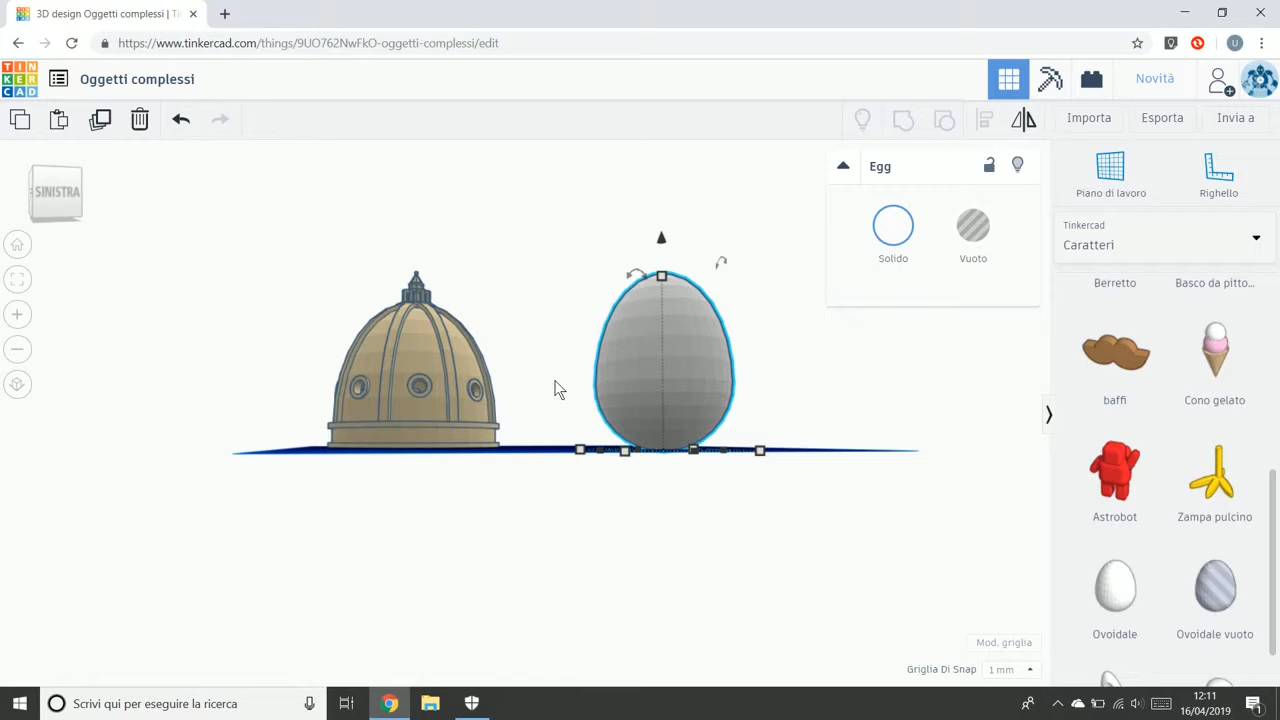 3D design Oggetti complessi | Ti
https://www.tinkercad.com/things/9UO762NwFkO-oggetti-complessi/edit
U
TIN
KER
CAD
Oggetti complessi
Novità
Importa
Esporta
Invia a
SINISTRA
Egg
Solido
Vuoto
Piano di lavoro
Righello
Tinkercad
Caratteri
Berretto
Basco da pitto...
baffi
Cono gelato
Astrobot
Zampa pulcino
Ovoidale
Ovoidale vuoto
Mod. griglia
Griglia Di Snap
1 mm
Scrivi qui per eseguire la ricerca
12:11
16/04/2019
1